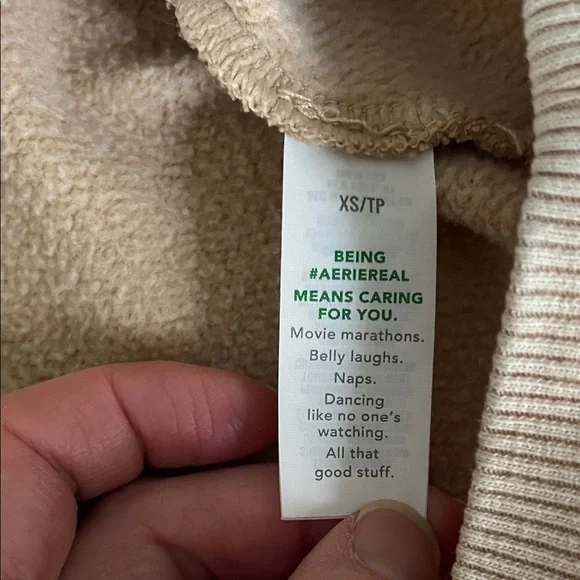 XS/TP
BEING
#AERIEREAL
MEANS CARING
FOR YOU.
Movie marathons.
Belly laughs.
Naps.
Dancing
like no one's
watching.
All that
good stuff.